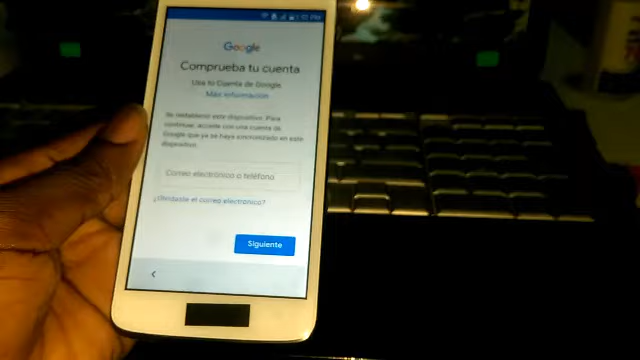 Google
Comprueba tu cuenta
Usa tu Cuenta de Google.
Más información
Se restableció este dispositivo. Para
continuar, accede con una cuenta de
Google que ya se haya sincronizado en este
dispositivo.
Correo electrónico o teléfono
¿Olvidaste el correo electrónico?
Siguiente